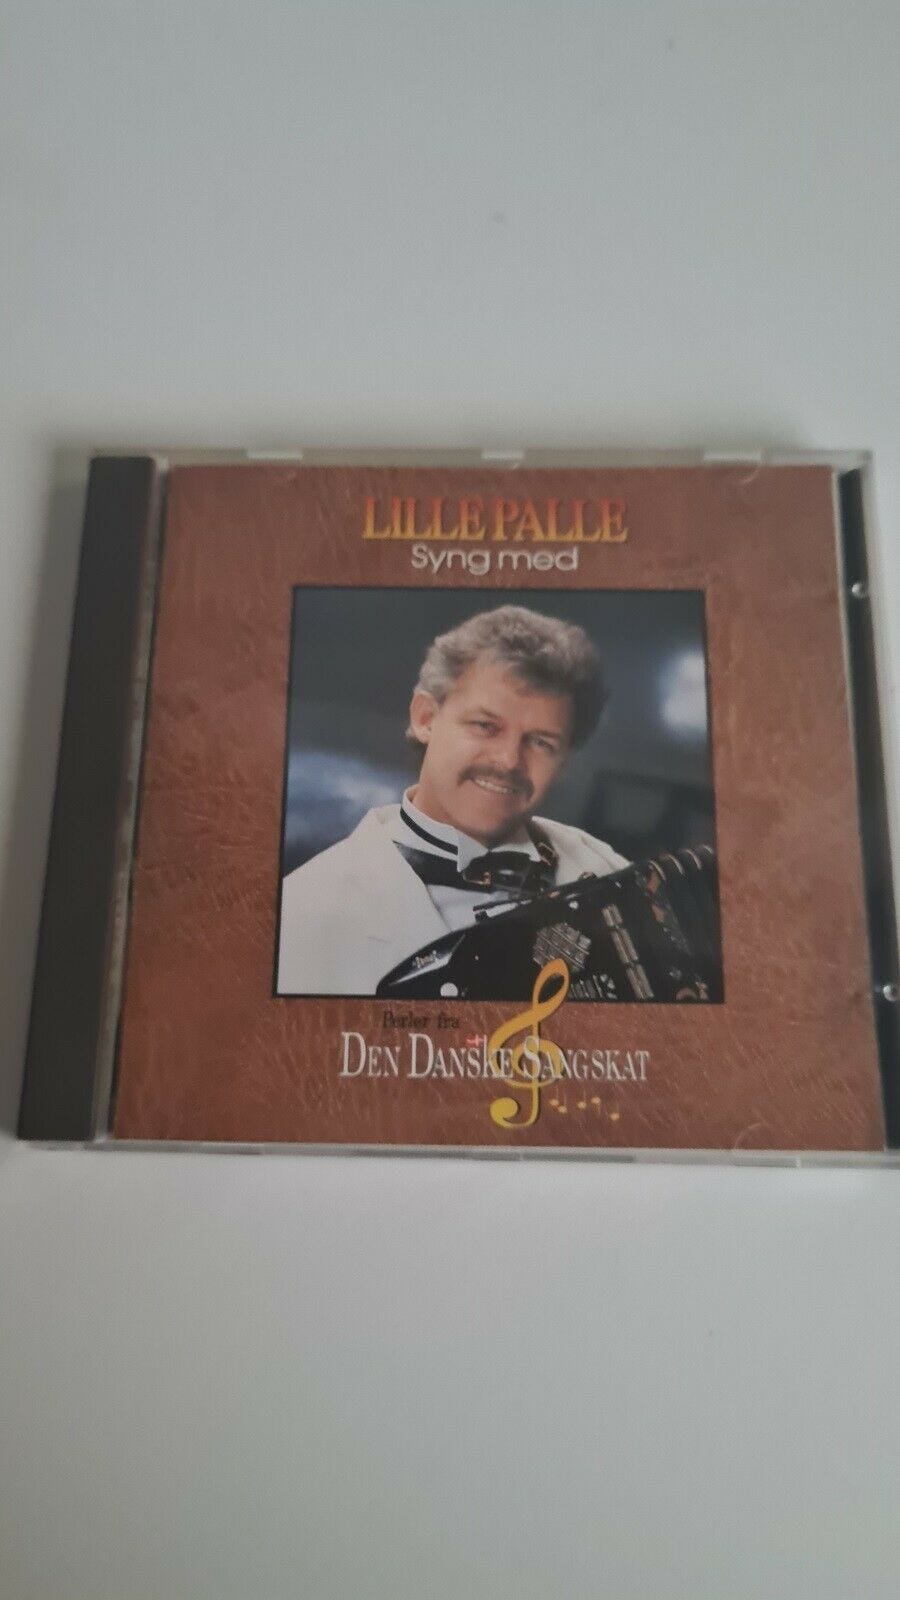 LILLE PALLE
Syng med
Perler fra
DEN DANSKE SANGSKAT